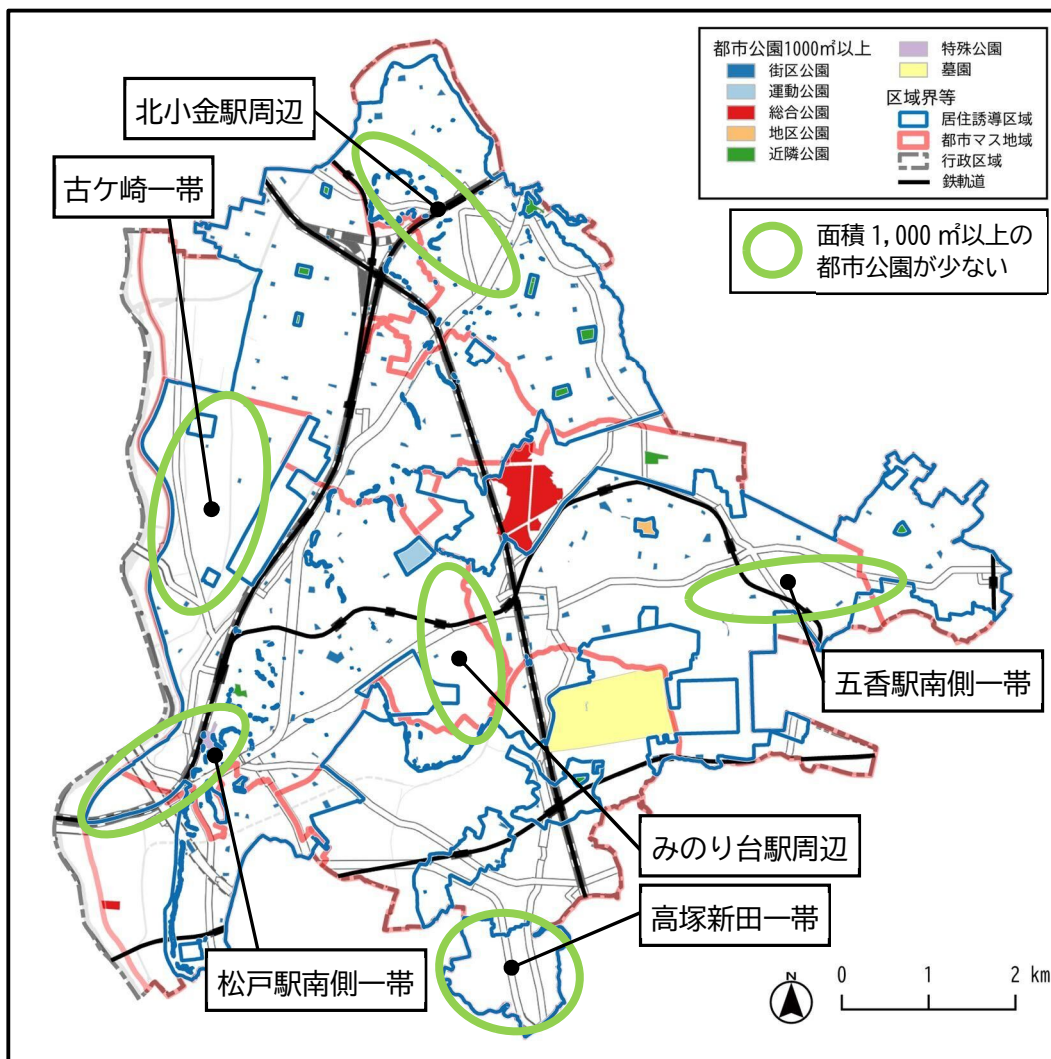 都市公園1000㎡以上
街区公園
運動公園
総合公園
地区公園
近隣公園
特殊公園
墓園
区域界等
居住誘導区域
都市マス地域
行政区域
鉄軌道
面積 1,000 ㎡以上の
都市公園が少ない
北小金駅周辺
古ケ崎一帯
五香駅南側一帯
みのり台駅周辺
高塚新田一帯
松戸駅南側一帯
N
0 1 2 km